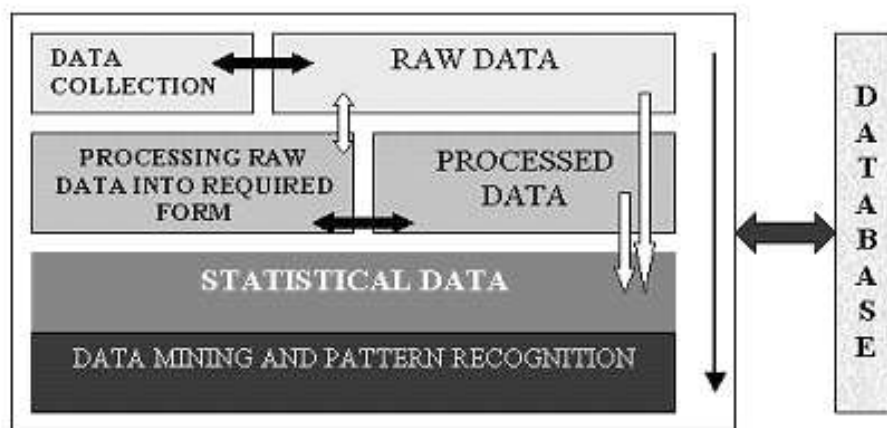 DATA
COLLECTION
RAW DATA
PROCESSING RAW
DATA INTO REQUIRED
FORM
PROCESSED
DATA
STATISTICAL DATA
DATA MINING AND PATTERN RECOGNITION
DATABASE